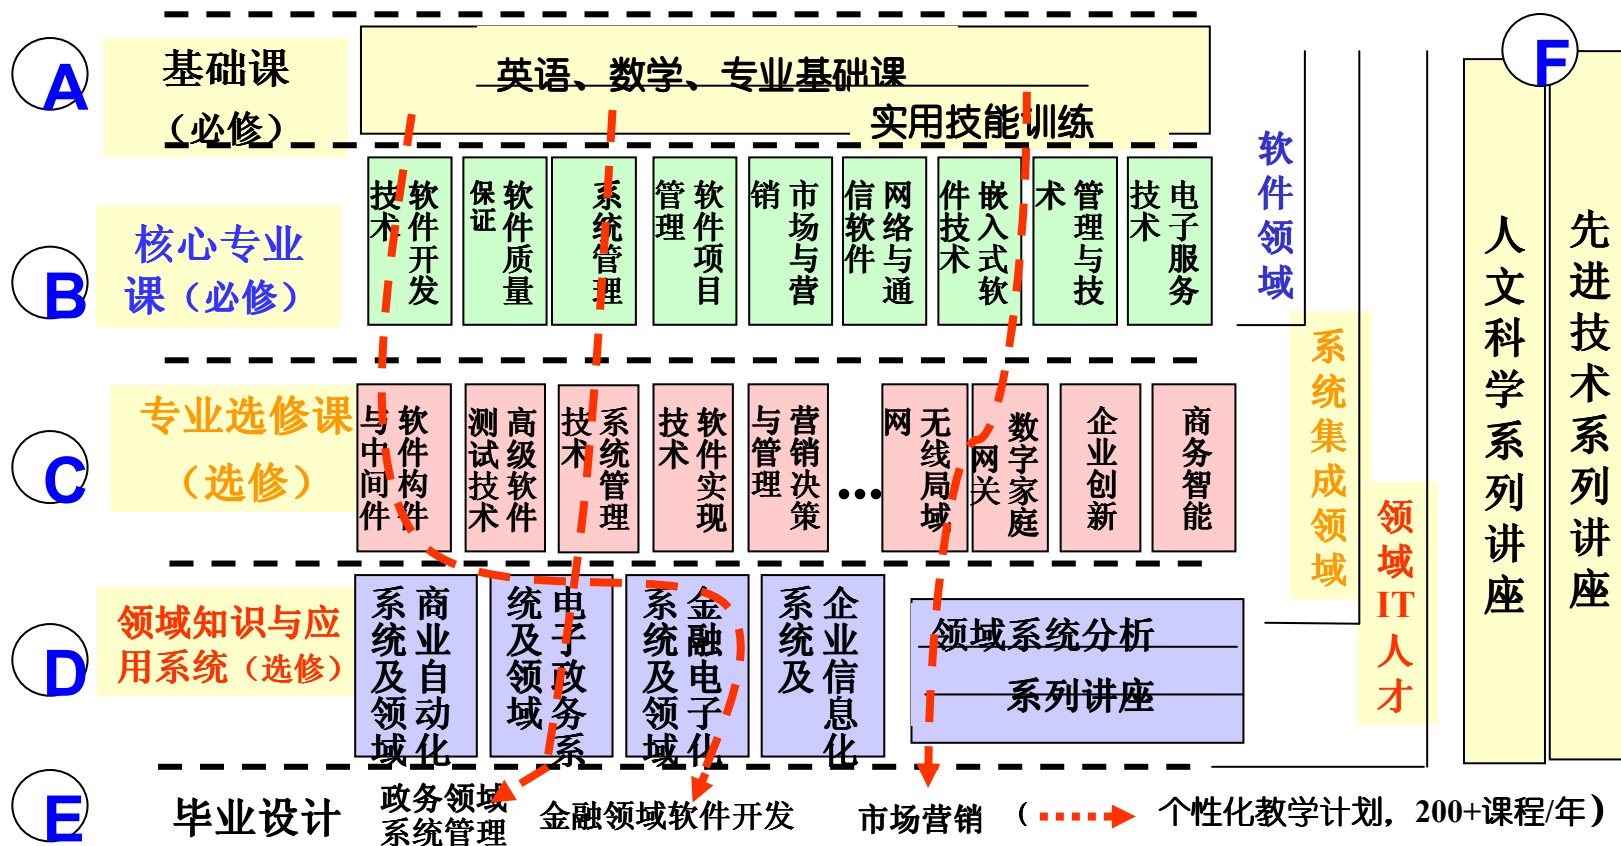 A
基础课
（必修）
英语、数学、专业基础课
实用技能训练
B
核心专业
课（必修）
软件开发
技术
软件质量
保证
系统管理
软件项目
管理
市场与营
销
网络与通
信软件
嵌入式软
件技术
管理与技
术
电子服务
技术
C
专业选修课
（选修）
软件构件
与中间件
高级软件
测试技术
系统管理
技术
软件实现
技术
营销决策
与管理
...
无线局域
网
数字家庭
网关
企业创新
商务智能
D
领域知识与应
用系统（选修）
商业自动化
系统及领域
电子政务系
统及领域
金融电子化
系统及领域
企业信息化
系统及
领域系统分析
系列讲座
E
毕业设计
政务领域
系统管理
金融领域软件开发
市场营销
（ 个性化教学计划，200+课程/年）
软件领域
系统集成领域
领域IT人才
F
人文科学系列讲座
先进技术系列讲座